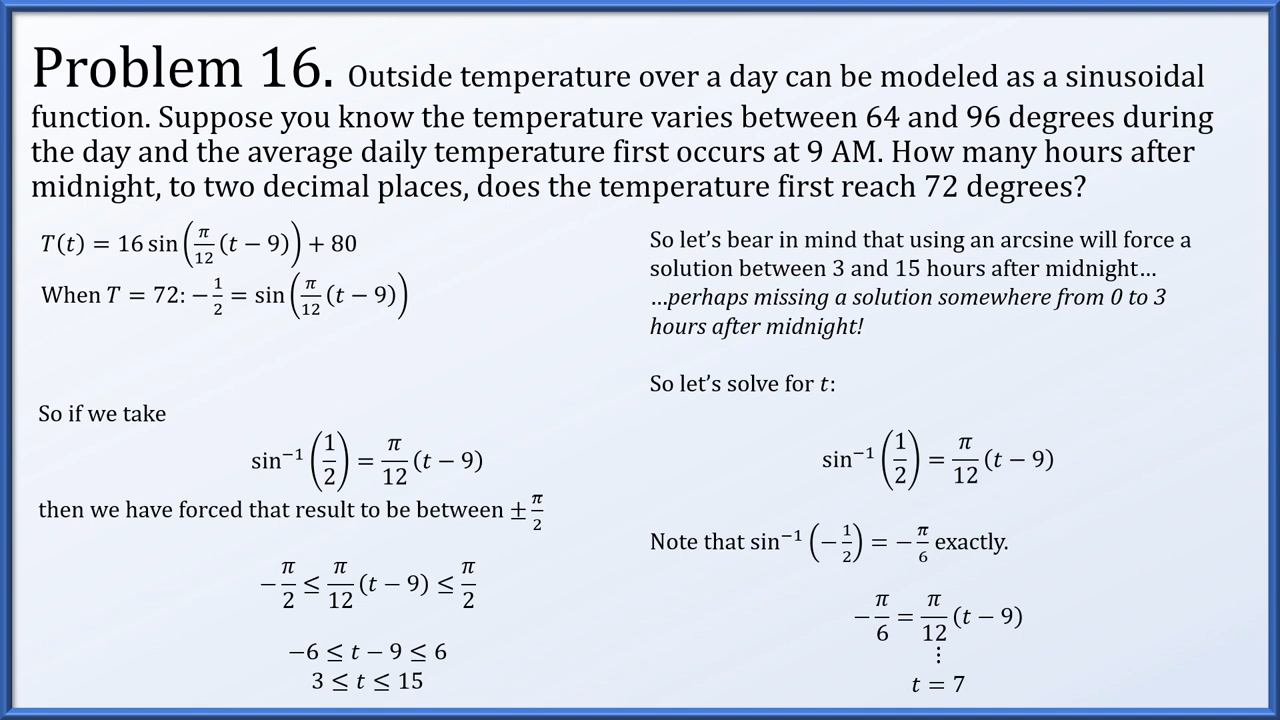 Problem 16. Outside temperature over a day can be modeled as a sinusoidal
function. Suppose you know the temperature varies between 64 and 96 degrees during
the day and the average daily temperature first occurs at 9 AM. How many hours after
midnight, to two decimal places, does the temperature first reach 72 degrees?
T(t) = 16 sin(π/12 (t − 9)) + 80
When T = 72: −1/2 = sin(π/12 (t − 9))
So if we take
sin⁻¹(1/2) = π/12 (t − 9)
then we have forced that result to be between ± π/2
−π/2 ≤ π/12 (t − 9) ≤ π/2
−6 ≤ t − 9 ≤ 6
3 ≤ t ≤ 15
So let’s bear in mind that using an arcsine will force a
solution between 3 and 15 hours after midnight…
…perhaps missing a solution somewhere from 0 to 3
hours after midnight!
So let’s solve for t:
sin⁻¹(1/2) = π/12 (t − 9)
Note that sin⁻¹(−1/2) = −π/6 exactly.
−π/6 = π/12 (t − 9)
⋮
t = 7